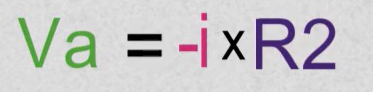 Va = -i x R2